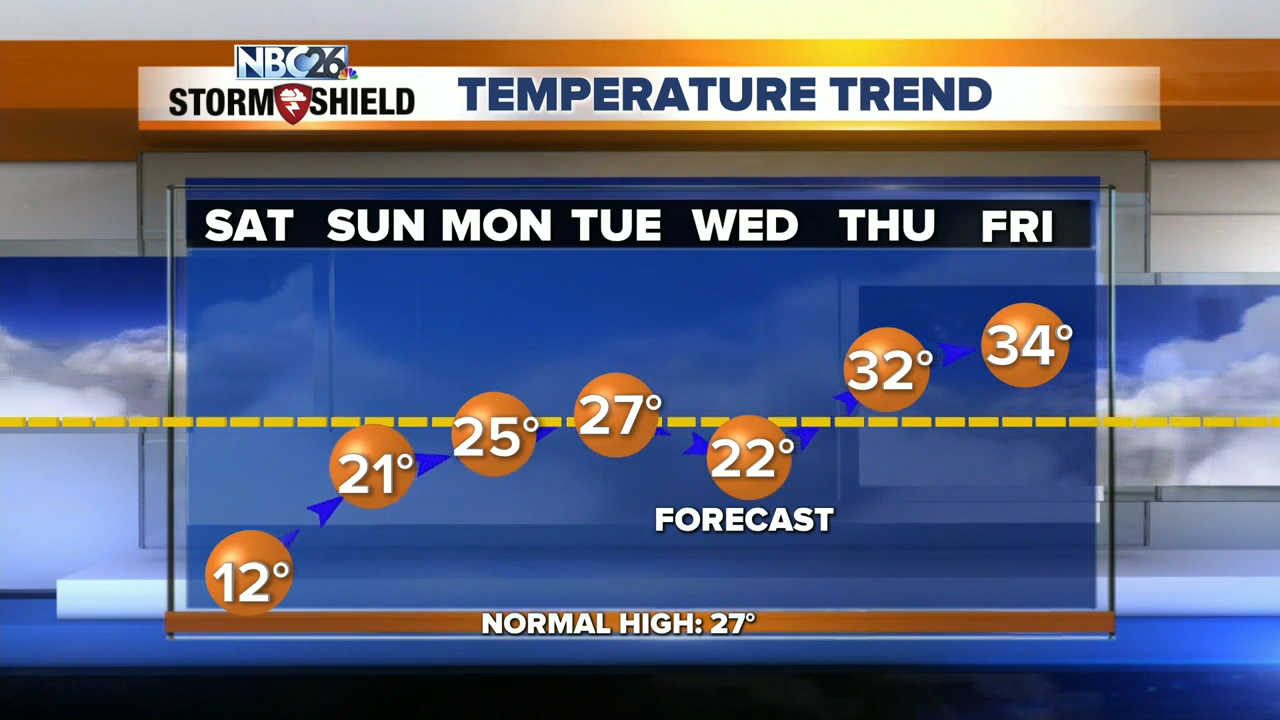 NBC26
STORM SHIELD
TEMPERATURE TREND
SAT SUN MON TUE WED THU FRI
12° 21° 25° 27° 22° 32° 34°
FORECAST
NORMAL HIGH: 27°